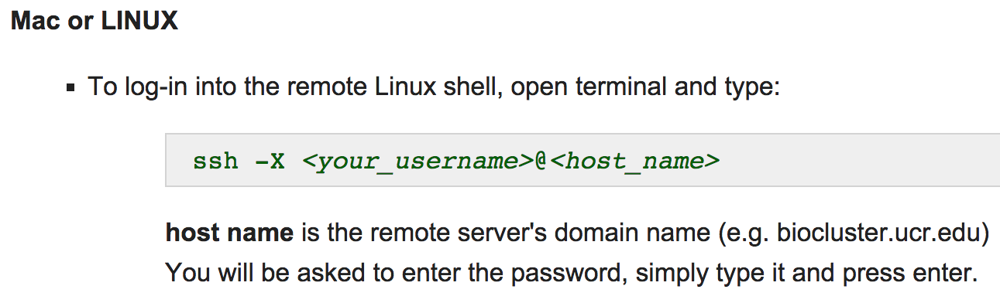 Mac or LINUX
▪ To log-in into the remote Linux shell, open terminal and type:
ssh -X <your_username>@<host_name>
host name is the remote server's domain name (e.g. biocluster.ucr.edu)
You will be asked to enter the password, simply type it and press enter.